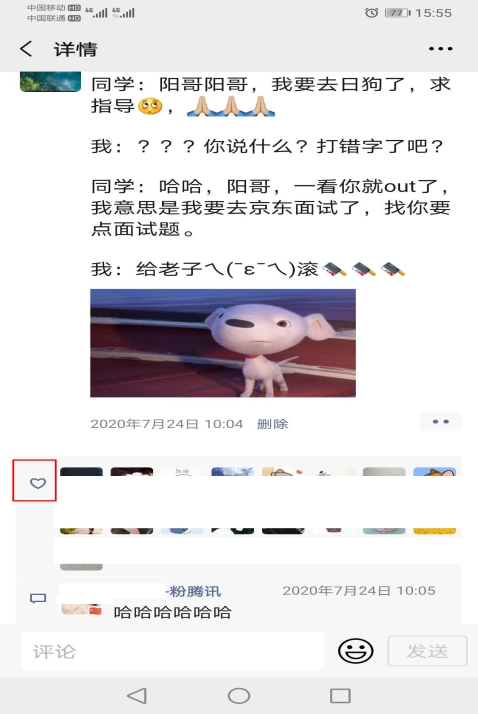 中国移动 HD 4G 4G
中国联通 HD
77 15:55
详情
同学：阳哥阳哥，我要去日狗了，求
指导🥺，🙏🏼🙏🏼🙏🏼
我：？？？你说什么？打错字了吧？
同学：哈哈，阳哥，一看你就out了，
我意思是我要去京东面试了，找你要
点面试题。
我：给老子ヘ(¯ε¯ヘ)滚🔪🔪🔪
2020年7月24日 10:04 删除
-粉腾讯 2020年7月24日 10:05
哈哈哈哈哈哈
评论 发送